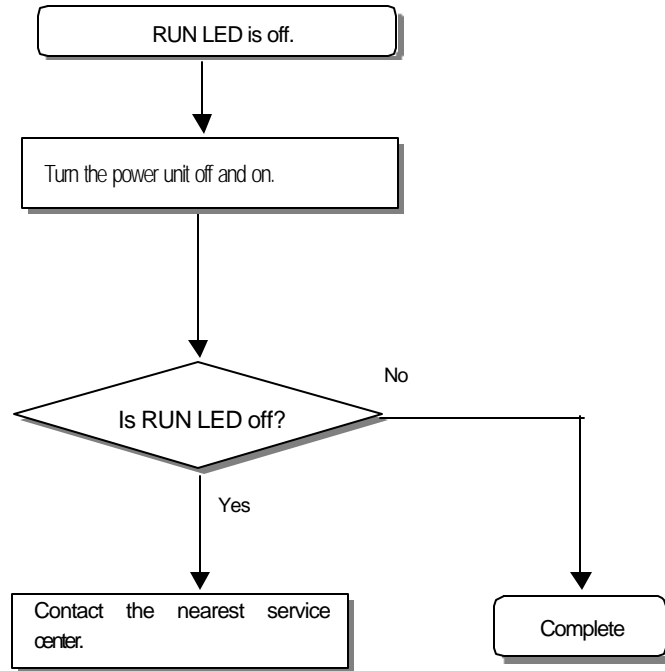 RUN LED is off.
Turn the power unit off and on.
No
Is RUN LED off?
Yes
Contact the nearest service
center.
Complete